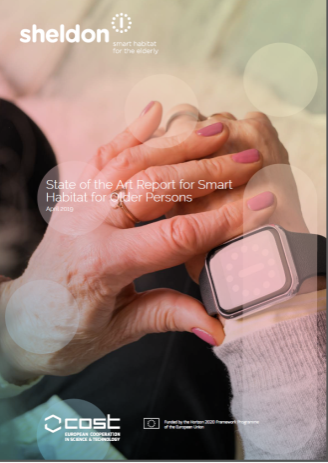 sheldon
smart habitat
for the elderly
State of the Art Report for Smart
Habitat for Older Persons
April 2019
cost
EUROPEAN COOPERATION
IN SCIENCE & TECHNOLOGY
Funded by the Horizon 2020 Framework Programme
of the European Union